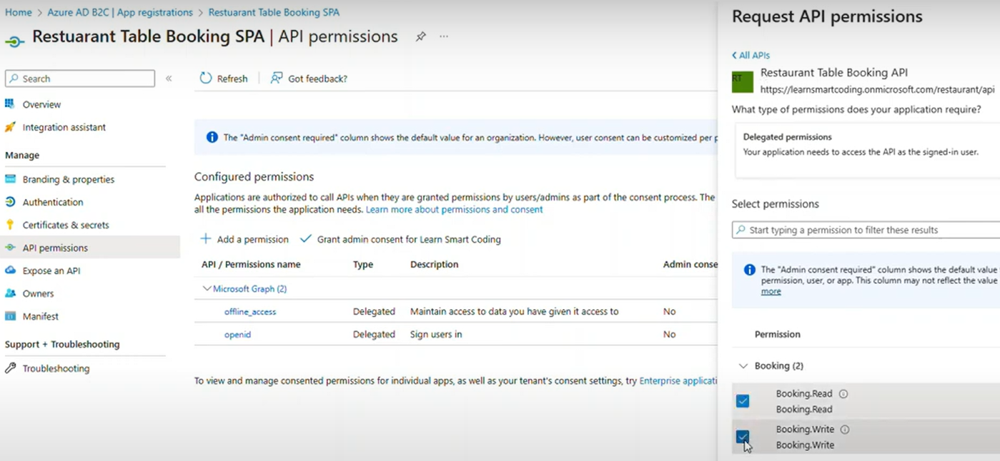 Home > Azure AD B2C | App registrations > Restuarant Table Booking SPA
Restuarant Table Booking SPA | API permissions
Search
Overview
Integration assistant
Manage
Branding & properties
Authentication
Certificates & secrets
API permissions
Expose an API
Owners
Manifest
Support + Troubleshooting
Troubleshooting
Refresh
Got feedback?
The "Admin consent required" column shows the default value for an organization. However, user consent can be customized per p
Configured permissions
Applications are authorized to call APIs when they are granted permissions by users/admins as part of the consent process. The
all the permissions the application needs. Learn more about permissions and consent
Add a permission
Grant admin consent for Learn Smart Coding
API / Permissions name Type Description Admin conse
Microsoft Graph (2)
offline_access Delegated Maintain access to data you have given it access to No
openid Delegated Sign users in No
To view and manage consented permissions for individual apps, as well as your tenant's consent settings, try Enterprise applicati
Request API permissions
All APIs
RT
Restaurant Table Booking API
https://learnsmartcoding.onmicrosoft.com/restaurant/api
What type of permissions does your application require?
Delegated permissions
Your application needs to access the API as the signed-in user.
Select permissions
Start typing a permission to filter these results
The "Admin consent required" column shows the default value
permission, user, or app. This column may not reflect the value
more
Permission
Booking (2)
Booking.Read
Booking.Read
Booking.Write
Booking.Write